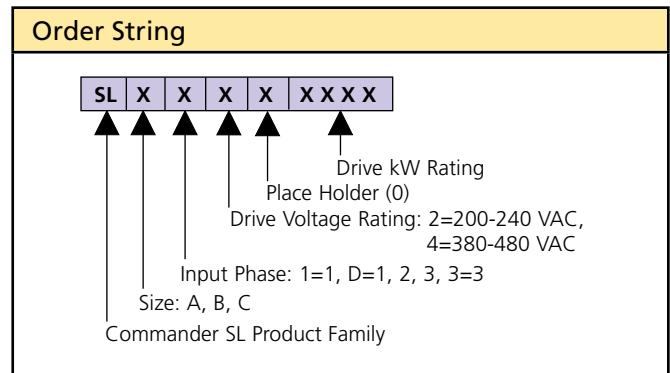 Order String
SL X X X X X X X X
Drive kW Rating
Place Holder (0)
Drive Voltage Rating: 2=200-240 VAC,
4=380-480 VAC
Input Phase: 1=1, D=1, 2, 3, 3=3
Size: A, B, C
Commander SL Product Family